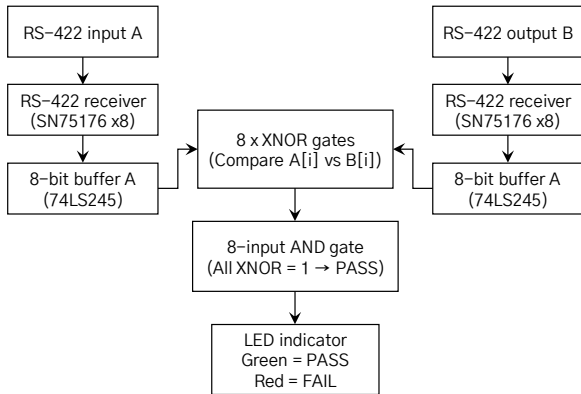 RS-422 input A
RS-422 output B
RS-422 receiver
(SN75176 x8)
RS-422 receiver
(SN75176 x8)
8 x XNOR gates
(Compare A[i] vs B[i])
8-bit buffer A
(74LS245)
8-bit buffer A
(74LS245)
8-input AND gate
(All XNOR = 1 → PASS)
LED indicator
Green = PASS
Red = FAIL